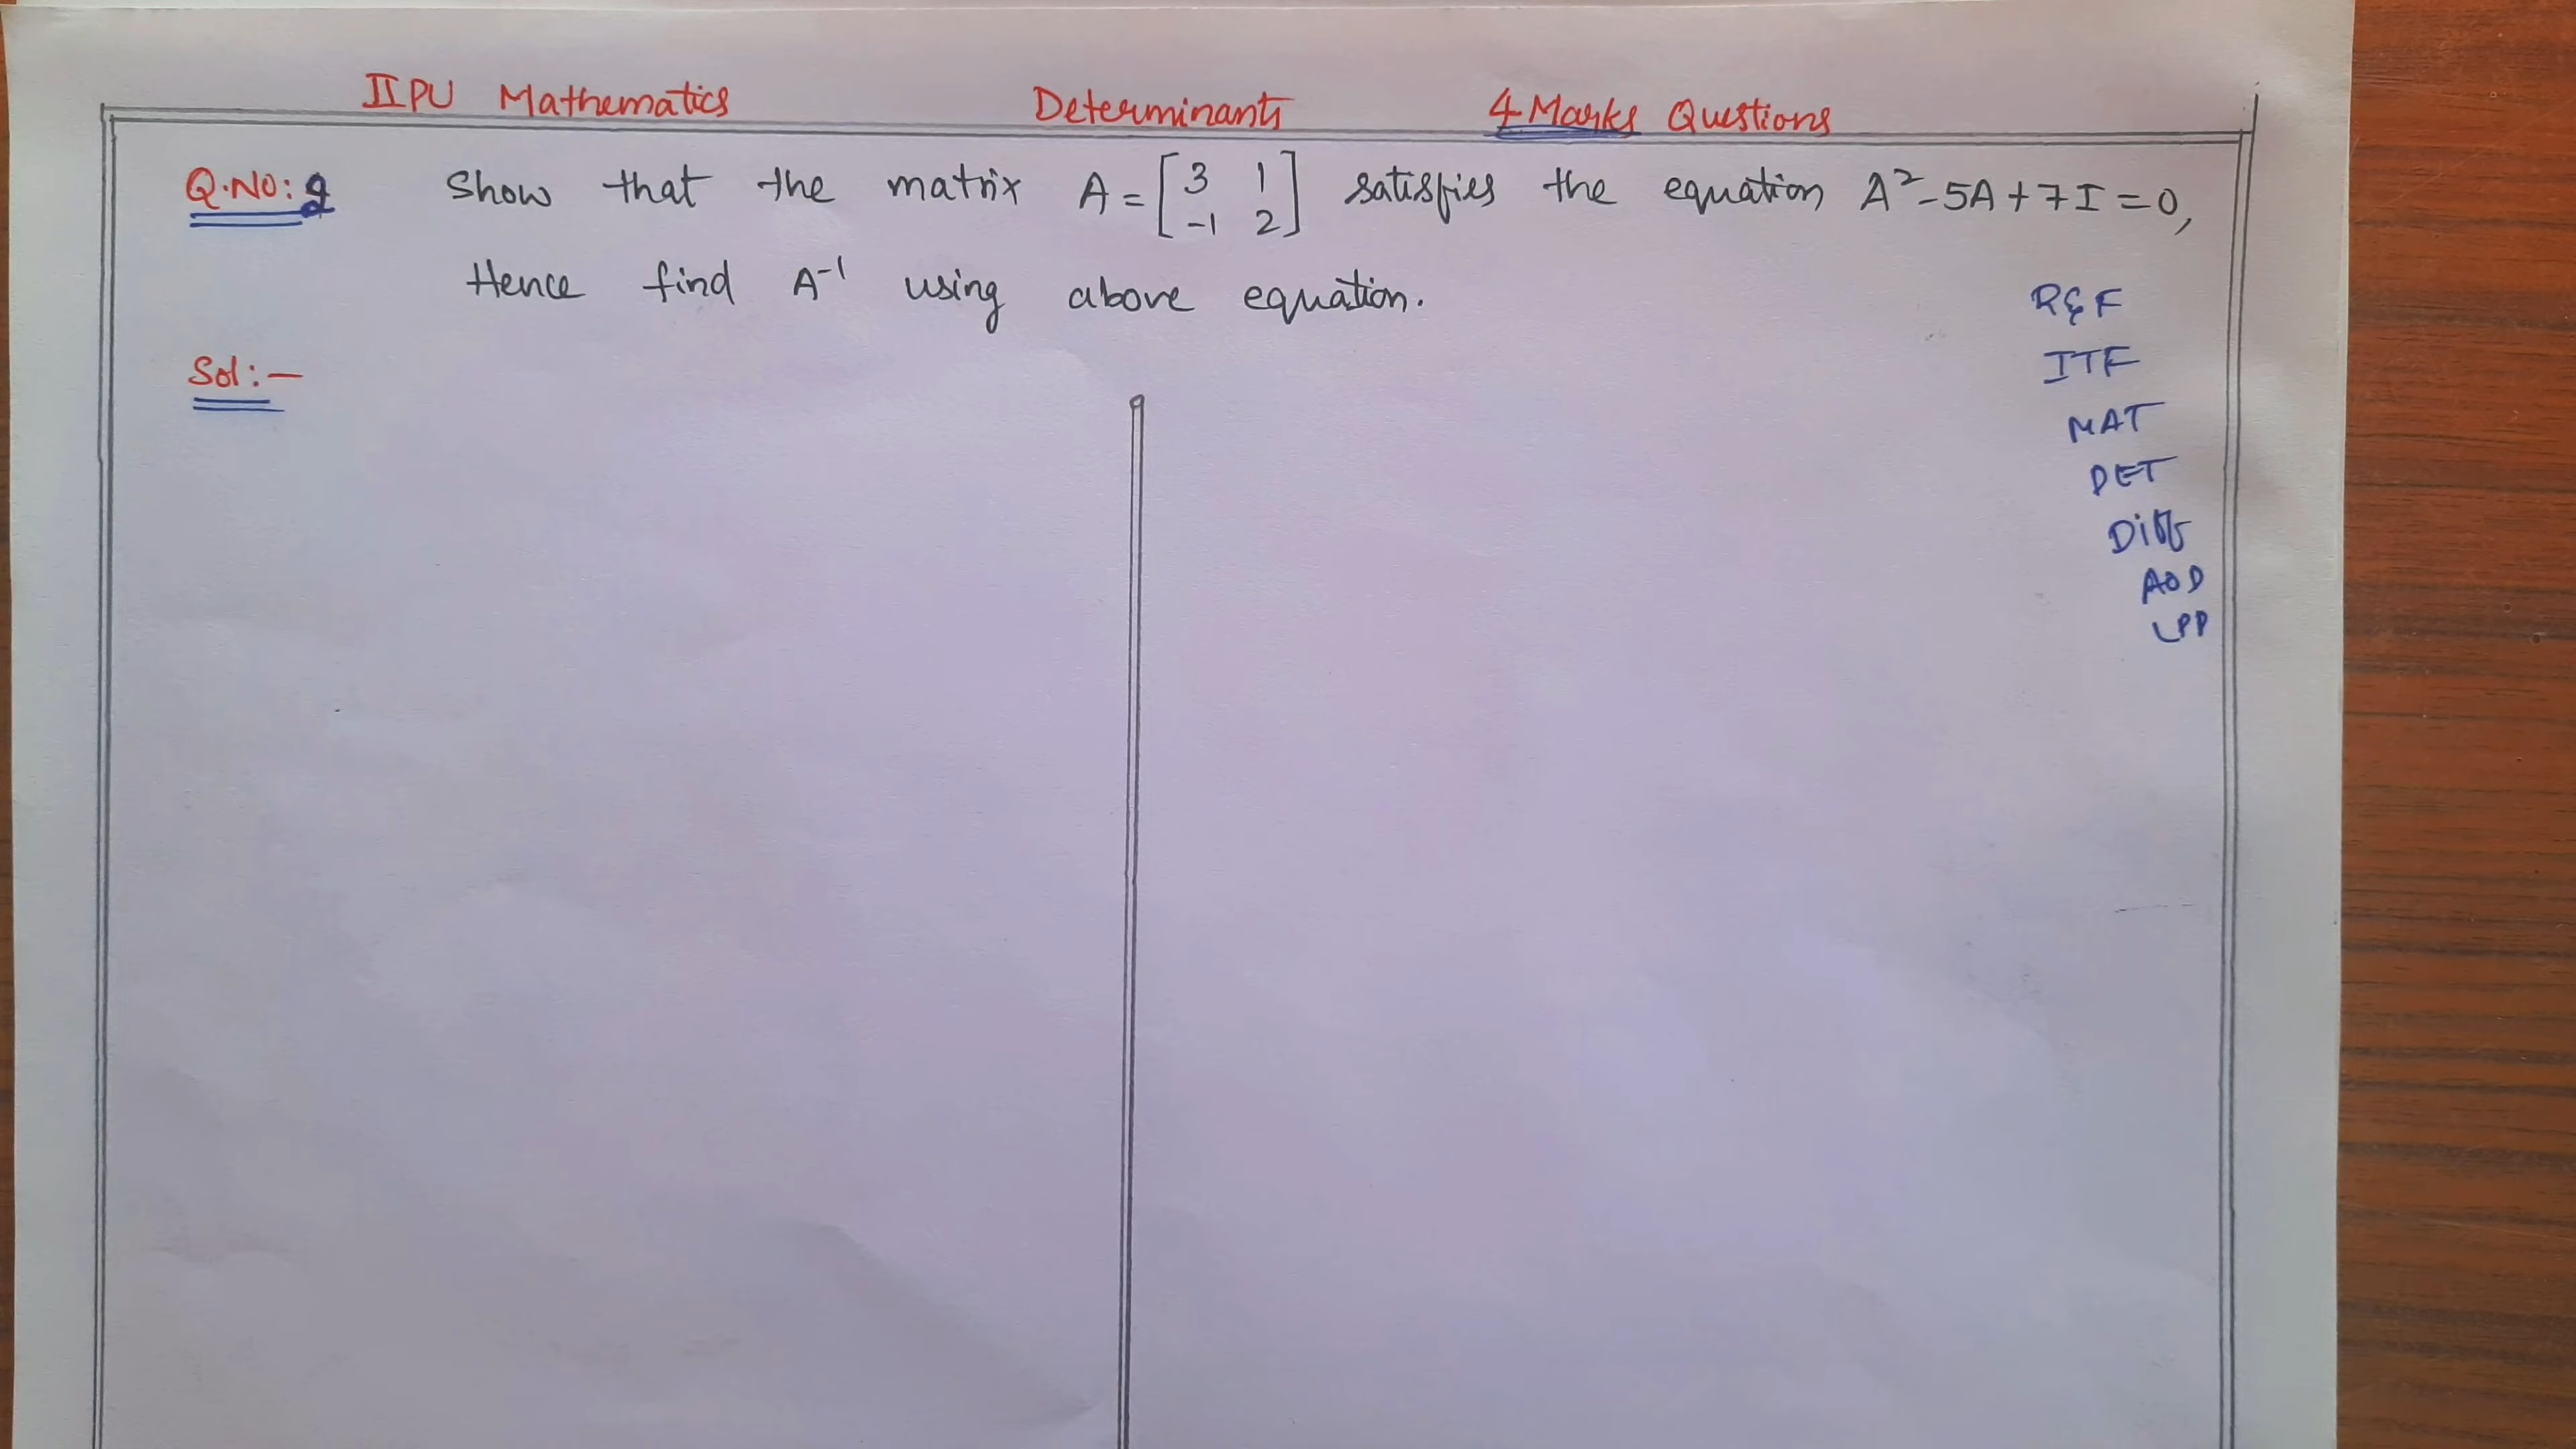 II PU Mathematics Determinants 4 Marks Questions
Q.NO: 2 Show that the matrix A = [3 1 -1 2] satisfies the equation A² - 5A + 7I = 0,
Hence find A⁻¹ using above equation.
Sol:-
R&F
ITF
MAT
DET
Diff
AOD
LPP